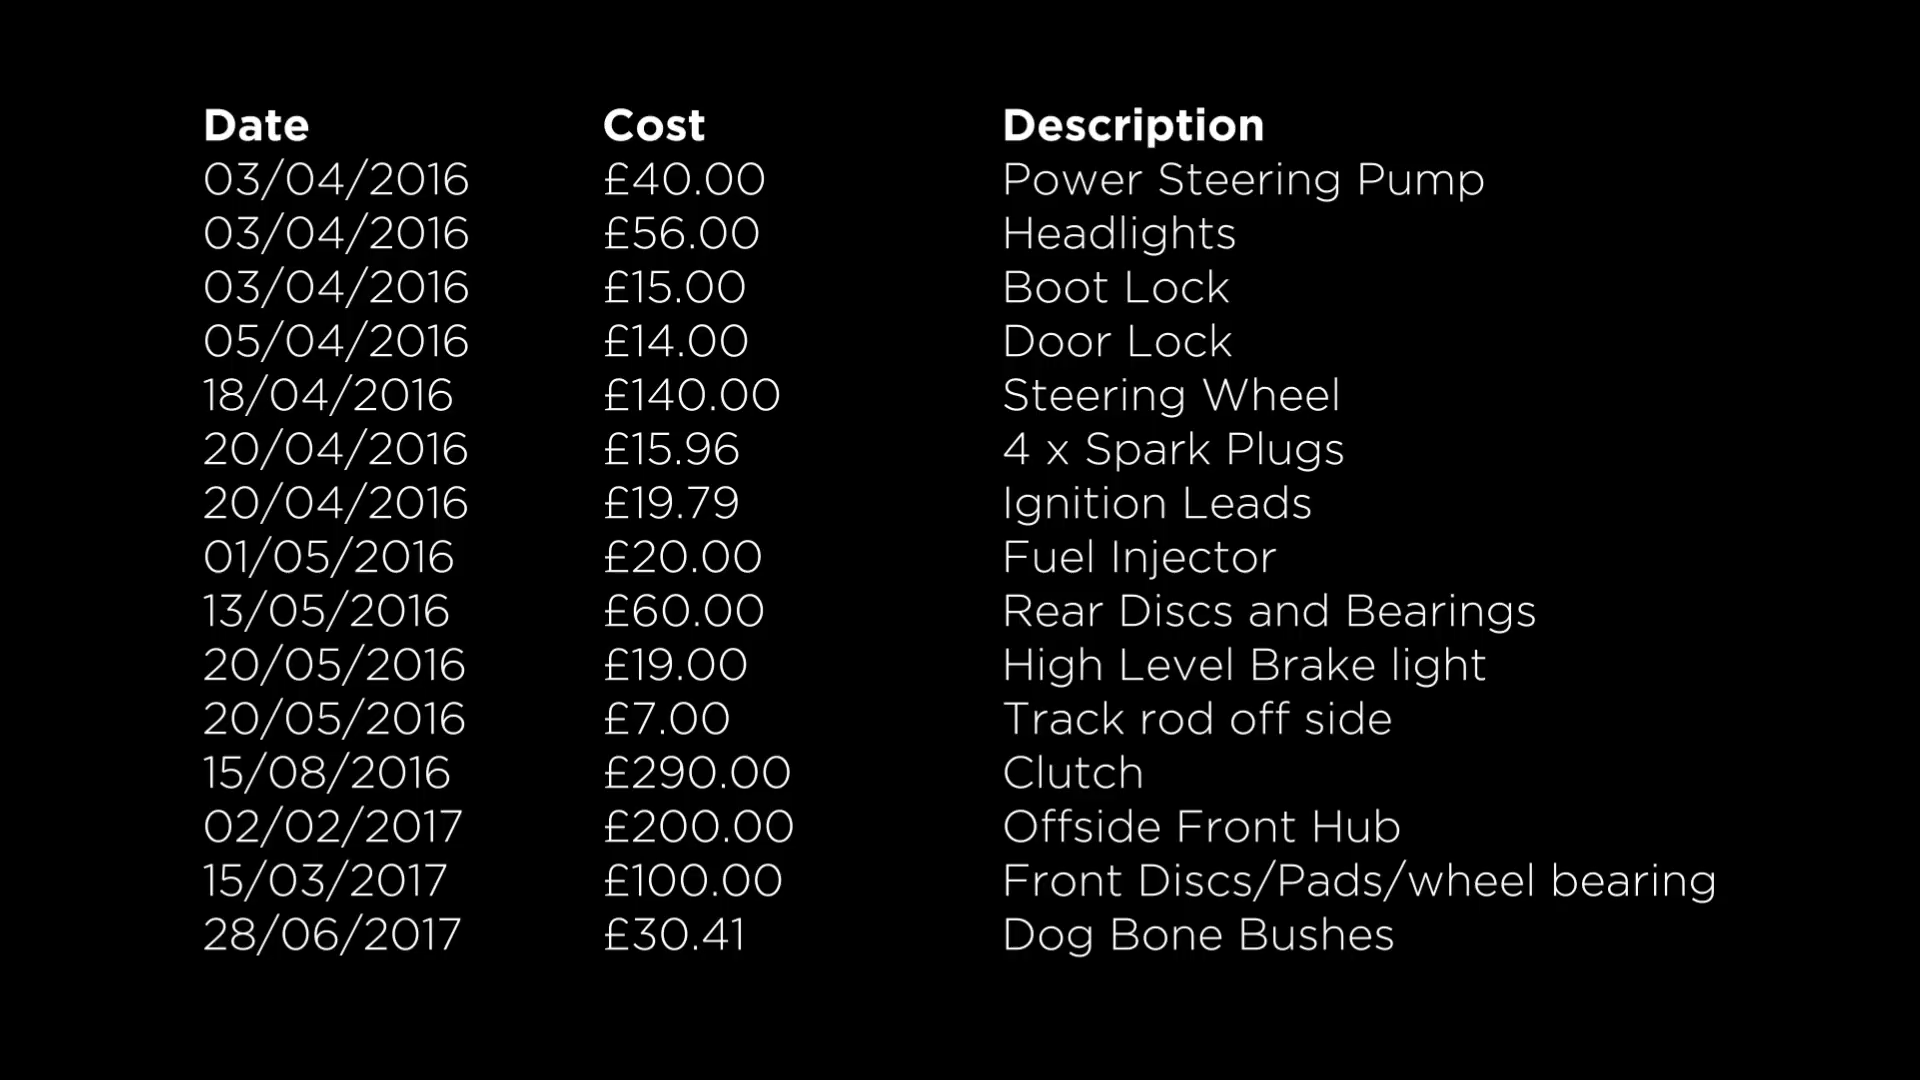 Date Cost Description
03/04/2016 £40.00 Power Steering Pump
03/04/2016 £56.00 Headlights
03/04/2016 £15.00 Boot Lock
05/04/2016 £14.00 Door Lock
18/04/2016 £140.00 Steering Wheel
20/04/2016 £15.96 4 x Spark Plugs
20/04/2016 £19.79 Ignition Leads
01/05/2016 £20.00 Fuel Injector
13/05/2016 £60.00 Rear Discs and Bearings
20/05/2016 £19.00 High Level Brake light
20/05/2016 £7.00 Track rod off side
15/08/2016 £290.00 Clutch
02/02/2017 £200.00 Offside Front Hub
15/03/2017 £100.00 Front Discs/Pads/wheel bearing
28/06/2017 £30.41 Dog Bone Bushes